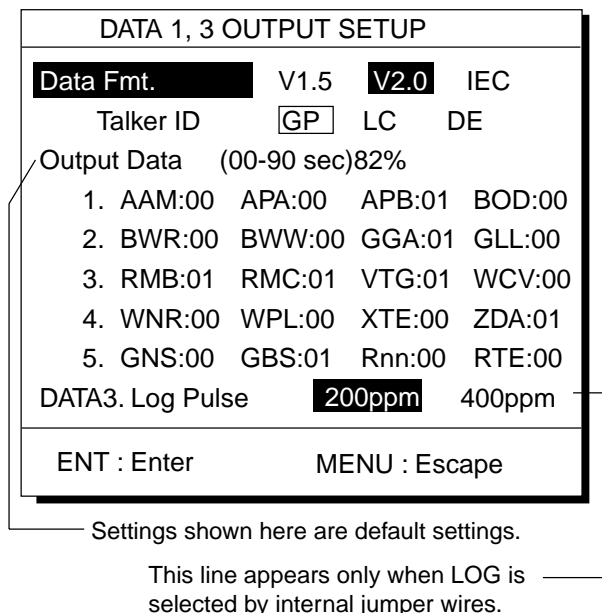 DATA 1, 3 OUTPUT SETUP
Data Fmt. V1.5 V2.0 IEC
Talker ID GP LC DE
Output Data (00-90 sec)82%
1. AAM:00 APA:00 APB:01 BOD:00
2. BWR:00 BWW:00 GGA:01 GLL:00
3. RMB:01 RMC:01 VTG:01 WCV:00
4. WNR:00 WPL:00 XTE:00 ZDA:01
5. GNS:00 GBS:01 Rnn:00 RTE:00
DATA3. Log Pulse 200ppm 400ppm
ENT : Enter MENU : Escape
Settings shown here are default settings.
This line appears only when LOG is
selected by internal jumper wires.